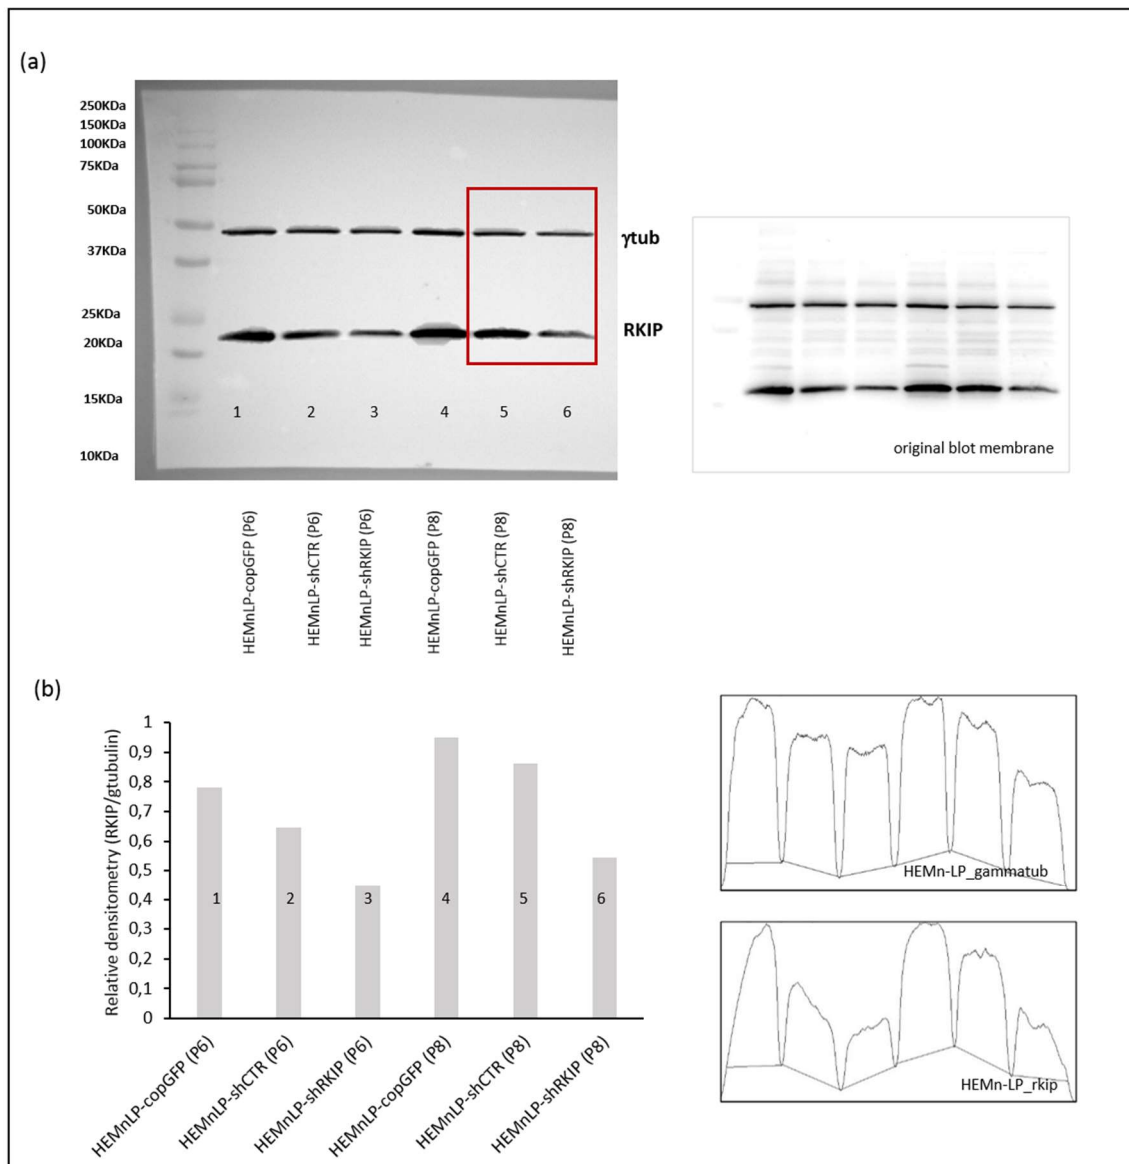 (a)
250KDa
150KDa
100KDa
75KDa
50KDa
37KDa
25KDa
20KDa
15KDa
10KDa
γtub
RKIP
1 2 3 4 5 6
original blot membrane
HEMnLP-copGFP (P6)
HEMnLP-shCTR (P6)
HEMnLP-shRKIP (P6)
HEMnLP-copGFP (P8)
HEMnLP-shCTR (P8)
HEMnLP-shRKIP (P8)
(b)
Relative densitometry (RKIP/gtubulin)
1
0,9
0,8
0,7
0,6
0,5
0,4
0,3
0,2
0,1
0
1 2 3 4 5 6
HEMnLP-copGFP (P6)
HEMnLP-shCTR (P6)
HEMnLP-shRKIP (P6)
HEMnLP-copGFP (P8)
HEMnLP-shCTR (P8)
HEMnLP-shRKIP (P8)
HEMn-LP_gammatub
HEMn-LP_rkip